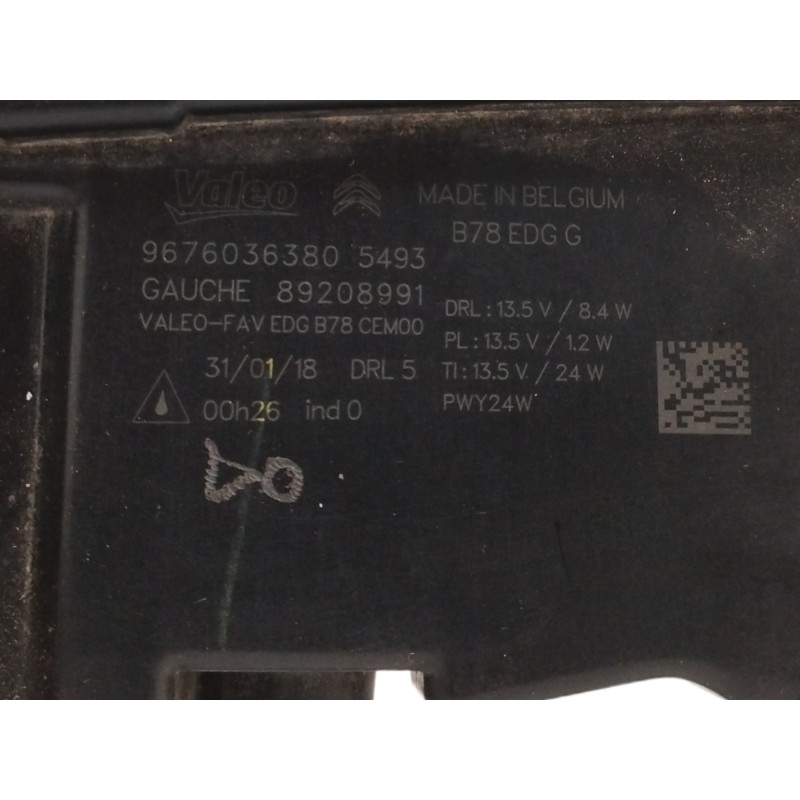 Valeo
MADE IN BELGIUM
B78 EDG G
9676036380 5493
GAUCHE 89208991
VALEO-FAV EDG B78 CEM00
31/01/18 DRL 5
00h26 ind 0
DRL : 13.5 V / 8.4 W
PL : 13.5 V / 1.2 W
TI : 13.5 V / 24 W
PWY24W